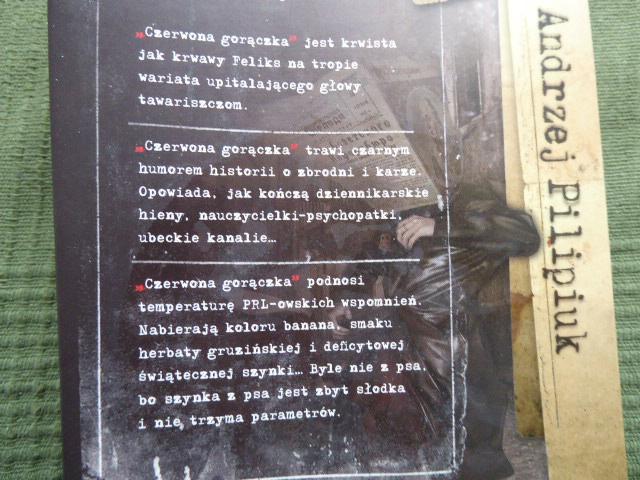 „Czerwona gorączka” jest krwista
jak krwawy Feliks na tropie
wariata upitalającego głowy
tawariszczom.
„Czerwona gorączka” trawi czarnym
humorem historii o zbrodni i karze.
Opowiada, jak kończą dziennikarskie
hieny, nauczycielki-psychopatki,
ubeckie kanalie…
„Czerwona gorączka” podnosi
temperaturę PRL-owskich wspomnień.
Nabierają koloru banana, smaku
herbaty gruzińskiej i deficytowej
świątecznej szynki… Byle nie z psa,
bo szynka z psa jest zbyt słodka
i nie trzyma parametrów.
Andrzej Pilipiuk